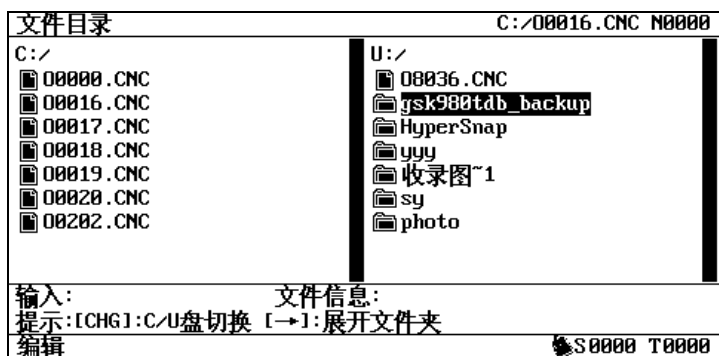 文件目录 C:/O0016.CNC N0000
C:/
O0000.CNC
O0016.CNC
O0017.CNC
O0018.CNC
O0019.CNC
O0020.CNC
O0202.CNC
U:/
O8036.CNC
gsk980tdb_backup
HyperSnap
yyy
收录图~1
sy
photo
输入: 文件信息:
提示:[CHG]:C/U盘切换 [→]:展开文件夹
编辑 S0000 T0000